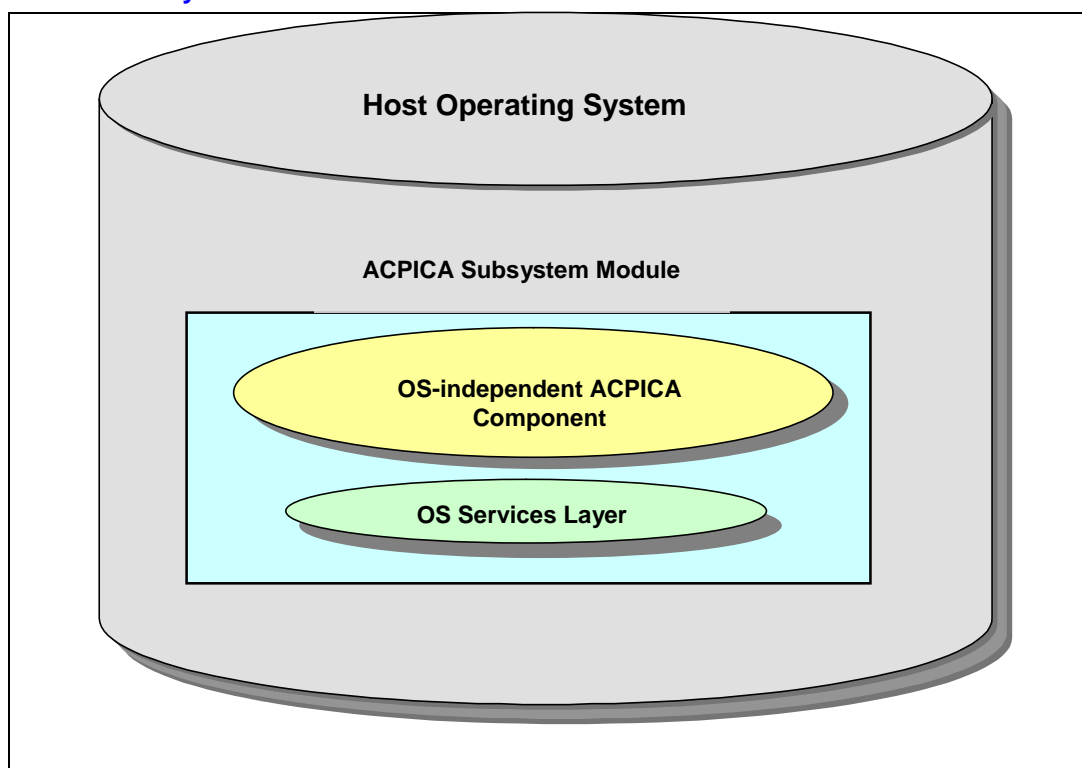 Host Operating System
ACPICA Subsystem Module
OS-independent ACPICA
Component
OS Services Layer